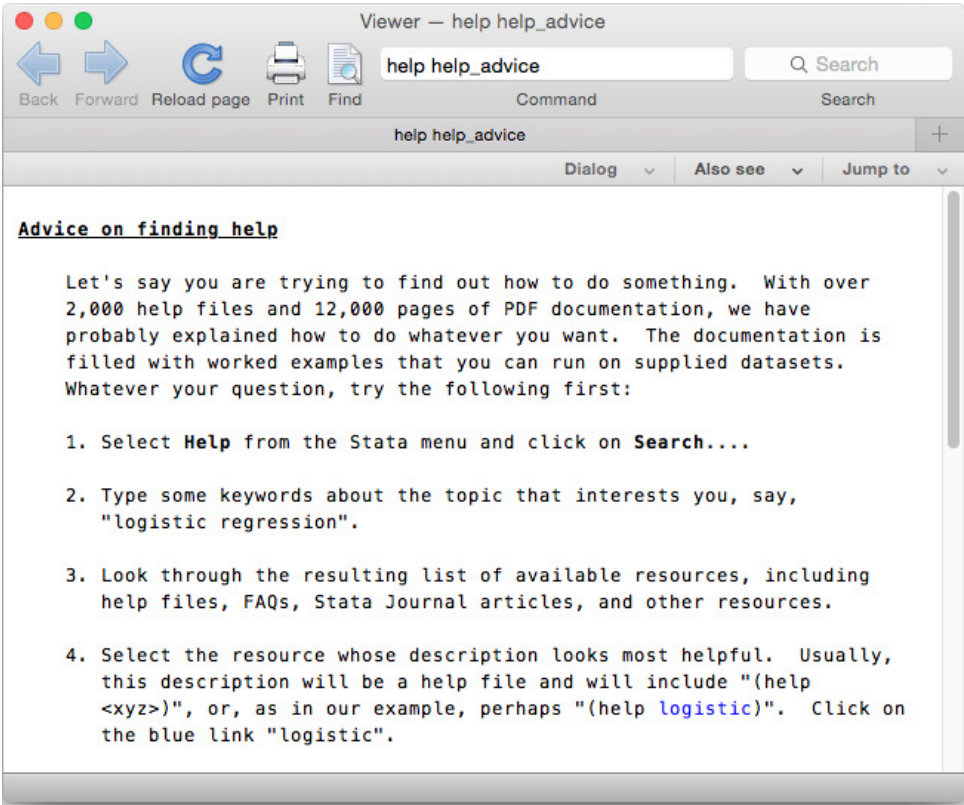 Viewer — help help_advice
help help_advice
Search
Back Forward Reload page Print Find Command Search
help help_advice
Dialog Also see Jump to
Advice on finding help
Let's say you are trying to find out how to do something.  With over
2,000 help files and 12,000 pages of PDF documentation, we have
probably explained how to do whatever you want.  The documentation is
filled with worked examples that you can run on supplied datasets.
Whatever your question, try the following first:
1. Select Help from the Stata menu and click on Search....
2. Type some keywords about the topic that interests you, say,
"logistic regression".
3. Look through the resulting list of available resources, including
help files, FAQs, Stata Journal articles, and other resources.
4. Select the resource whose description looks most helpful.  Usually,
this description will be a help file and will include "(help
<xyz>)", or, as in our example, perhaps "(help logistic)".  Click on
the blue link "logistic".